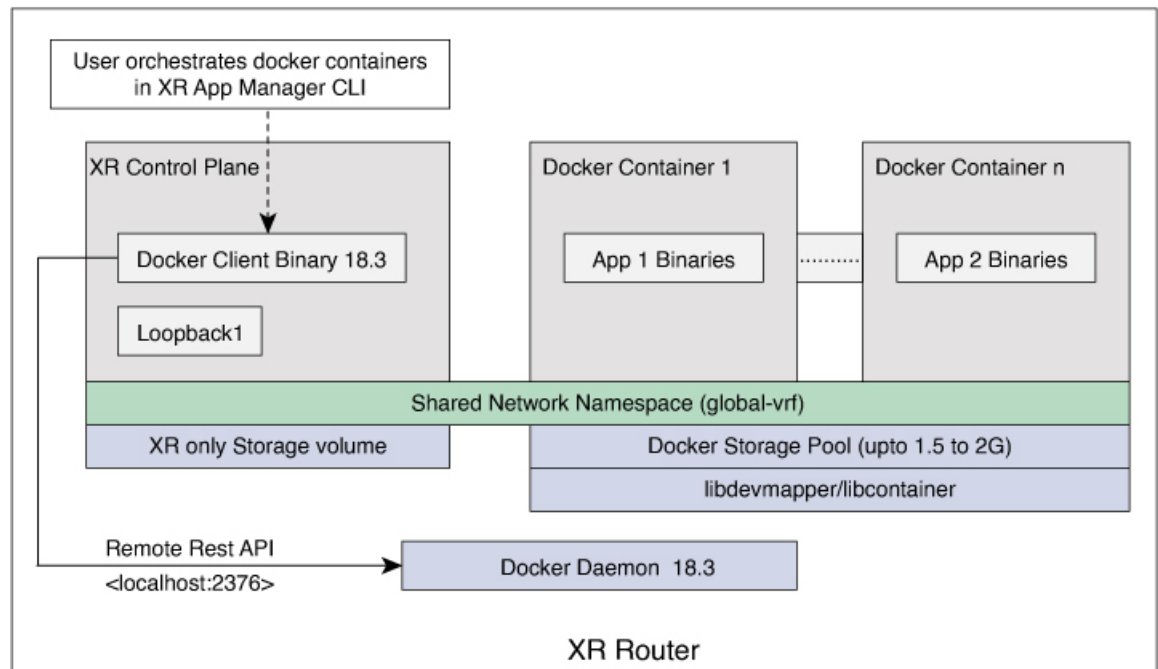 User orchestrates docker containers
in XR App Manager CLI
XR Control Plane
Docker Client Binary 18.3
Loopback1
Docker Container 1
App 1 Binaries
..........
Docker Container n
App 2 Binaries
Shared Network Namespace (global-vrf)
XR only Storage volume
Docker Storage Pool (upto 1.5 to 2G)
libdevmapper/libcontainer
Remote Rest API
<localhost:2376>
Docker Daemon 18.3
XR Router